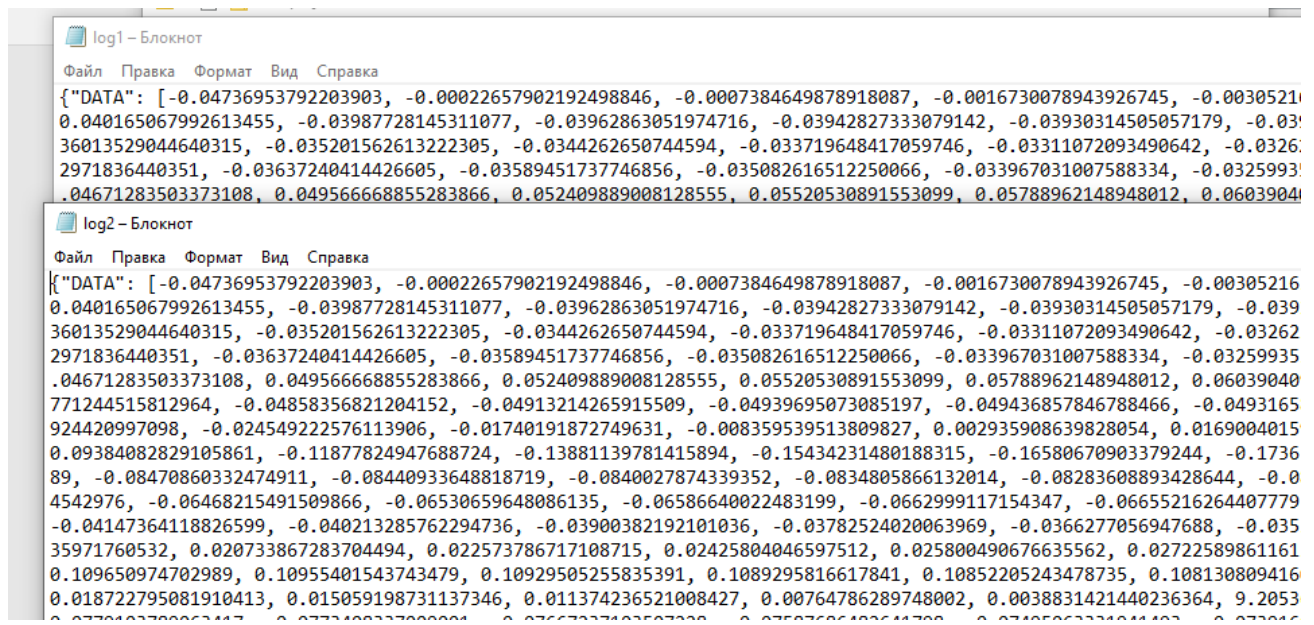 log1 – Блокнот
Файл Правка Формат Вид Справка
{"DATA": [-0.04736953792203903, -0.00022657902192498846, -0.0007384649878918087, -0.0016730078943926745, -0.0030521
0.040165067992613455, -0.03987728145311077, -0.03962863051974716, -0.03942827333079142, -0.03930314505057179, -0.039
36013529044640315, -0.035201562613222305, -0.0344262650744594, -0.033719648417059746, -0.03311072093490642, -0.0326
2971836440351, -0.03637240414426605, -0.03589451737746856, -0.035082616512250066, -0.033967031007588334, -0.0325993
.04671283503373108, 0.049566668855283866, 0.052409889008128555, 0.05520530891553099, 0.05788962148948012, 0.0603904
log2 – Блокнот
Файл Правка Формат Вид Справка
{"DATA": [-0.04736953792203903, -0.00022657902192498846, -0.0007384649878918087, -0.0016730078943926745, -0.00305216
0.040165067992613455, -0.03987728145311077, -0.03962863051974716, -0.03942827333079142, -0.03930314505057179, -0.039
36013529044640315, -0.035201562613222305, -0.0344262650744594, -0.033719648417059746, -0.03311072093490642, -0.03262
2971836440351, -0.03637240414426605, -0.03589451737746856, -0.035082616512250066, -0.033967031007588334, -0.03259935
.04671283503373108, 0.049566668855283866, 0.052409889008128555, 0.05520530891553099, 0.05788962148948012, 0.06039040
771244515812964, -0.04858356821204152, -0.04913214265915509, -0.04939695073085197, -0.049436857846788466, -0.0493165
924420997098, -0.024549222576113906, -0.01740191872749631, -0.008359539513809827, 0.002935908639828054, 0.0169004015
0.09384082829105861, -0.11877824947688724, -0.13881139781415894, -0.15434231480188315, -0.16580670903379244, -0.1736
89, -0.08470860332474911, -0.08440933648818719, -0.0840027874339352, -0.0834805866132014, -0.08283608893428644, -0.0
4542976, -0.06468215491509866, -0.06530659648086135, -0.06586640022483199, -0.0662999117154347, -0.06655216264407779
-0.04147364118826599, -0.040213285762294736, -0.03900382192101036, -0.03782524020063969, -0.0366277056947688, -0.035
35971760532, 0.020733867283704494, 0.022573786717108715, 0.02425804046597512, 0.025800490676635562, 0.02722589861161
0.109650974702989, 0.10955401543743479, 0.10929505255835391, 0.1089295816617841, 0.10852205243478735, 0.108130809416
0.018722795081910413, 0.015059198731137346, 0.011374236521008427, 0.00764786289748002, 0.0038831421440236364, 9.2053